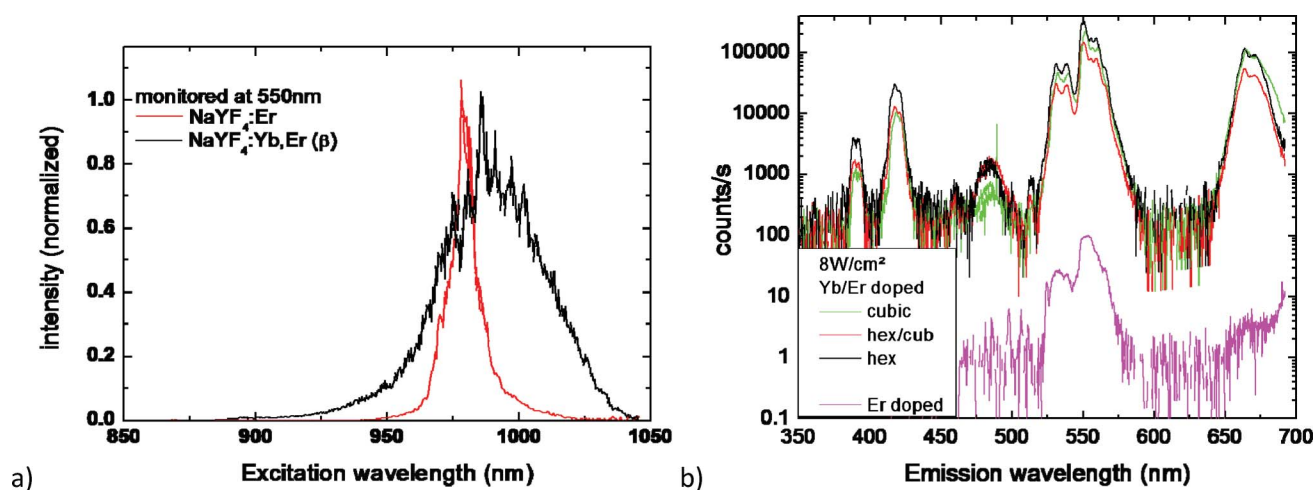 monitored at 550nm
NaYF₄:Er
NaYF₄:Yb,Er (β)
intensity (normalized)
1.0
0.8
0.6
0.4
0.2
0.0
850 900 950 1000 1050
Excitation wavelength (nm)
a)
counts/s
100000
10000
1000
100
10
1
0.1
8W/cm²
Yb/Er doped
cubic
hex/cub
hex
Er doped
350 400 450 500 550 600 650 700
Emission wavelength (nm)
b)